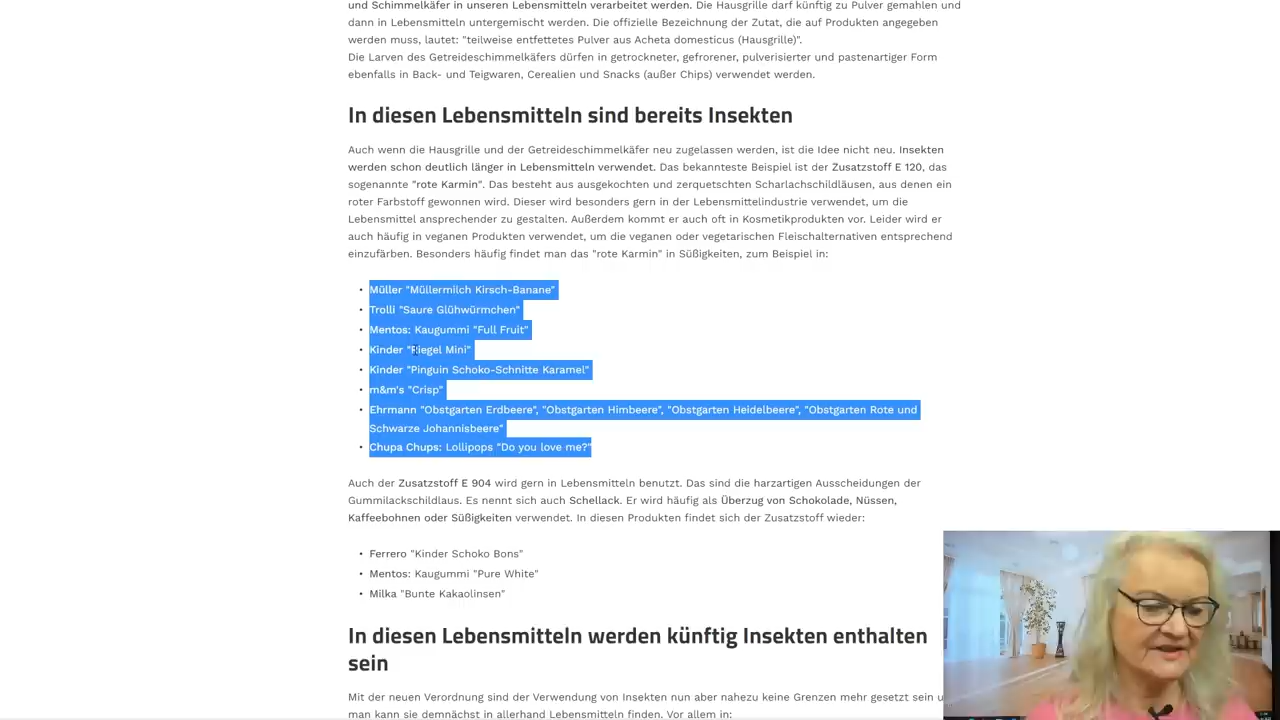 und Schimmelkäfer in unseren Lebensmitteln verarbeitet werden. Die Hausgrille darf künftig zu Pulver gemahlen und
dann in Lebensmitteln untergemischt werden. Die offizielle Bezeichnung der Zutat, die auf Produkten angegeben
werden muss, lautet: "teilweise entfettetes Pulver aus Acheta domesticus (Hausgrille)".
Die Larven des Getreideschimmelkäfers dürfen in getrockneter, gefrorener, pulverisierter und pastenartiger Form
ebenfalls in Back- und Teigwaren, Cerealien und Snacks (außer Chips) verwendet werden.
In diesen Lebensmitteln sind bereits Insekten
Auch wenn die Hausgrille und der Getreideschimmelkäfer neu zugelassen werden, ist die Idee nicht neu. Insekten
werden schon deutlich länger in Lebensmitteln verwendet. Das bekannteste Beispiel ist der Zusatzstoff E 120, das
sogenannte "rote Karmin". Das besteht aus ausgekochten und zerquetschten Scharlachschildläusen, aus denen ein
roter Farbstoff gewonnen wird. Dieser wird besonders gern in der Lebensmittelindustrie verwendet, um die
Lebensmittel ansprechender zu gestalten. Außerdem kommt er auch oft in Kosmetikprodukten vor. Leider wird er
auch häufig in veganen Produkten verwendet, um die veganen oder vegetarischen Fleischalternativen entsprechend
einzufärben. Besonders häufig findet man das "rote Karmin" in Süßigkeiten, zum Beispiel in:
• Müller "Müllermilch Kirsch-Banane"
• Trolli "Saure Glühwürmchen"
• Mentos: Kaugummi "Full Fruit"
• Kinder "Riegel Mini"
• Kinder "Pinguin Schoko-Schnitte Karamel"
• m&m's "Crisp"
• Ehrmann "Obstgarten Erdbeere", "Obstgarten Himbeere", "Obstgarten Heidelbeere", "Obstgarten Rote und
Schwarze Johannisbeere"
• Chupa Chups: Lollipops "Do you love me?"
Auch der Zusatzstoff E 904 wird gern in Lebensmitteln benutzt. Das sind die harzartigen Ausscheidungen der
Gummilackschildlaus. Es nennt sich auch Schellack. Er wird häufig als Überzug von Schokolade, Nüssen,
Kaffeebohnen oder Süßigkeiten verwendet. In diesen Produkten findet sich der Zusatzstoff wieder:
• Ferrero "Kinder Schoko Bons"
• Mentos: Kaugummi "Pure White"
• Milka "Bunte Kakaolinsen"
In diesen Lebensmitteln werden künftig Insekten enthalten
sein
Mit der neuen Verordnung sind der Verwendung von Insekten nun aber nahezu keine Grenzen mehr gesetzt sein
man kann sie demnächst in allerhand Lebensmitteln finden. Vor allem in: